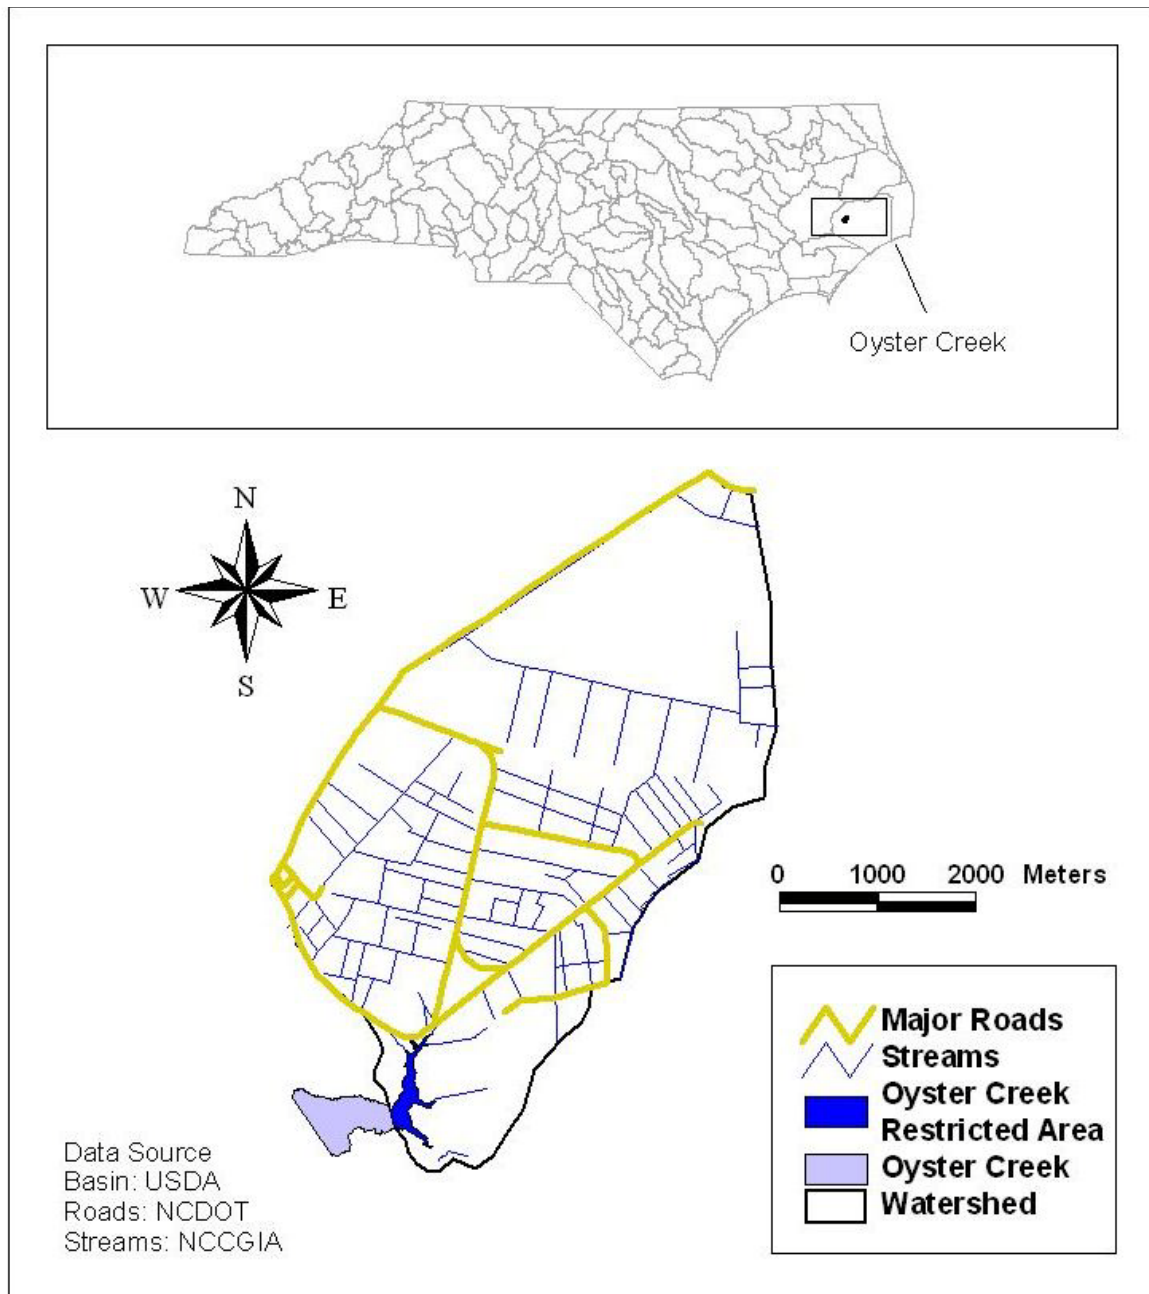 Oyster Creek
N
W
E
S
0 1000 2000 Meters
Major Roads
Streams
Oyster Creek
Restricted Area
Oyster Creek
Watershed
Data Source
Basin: USDA
Roads: NCDOT
Streams: NCCGIA